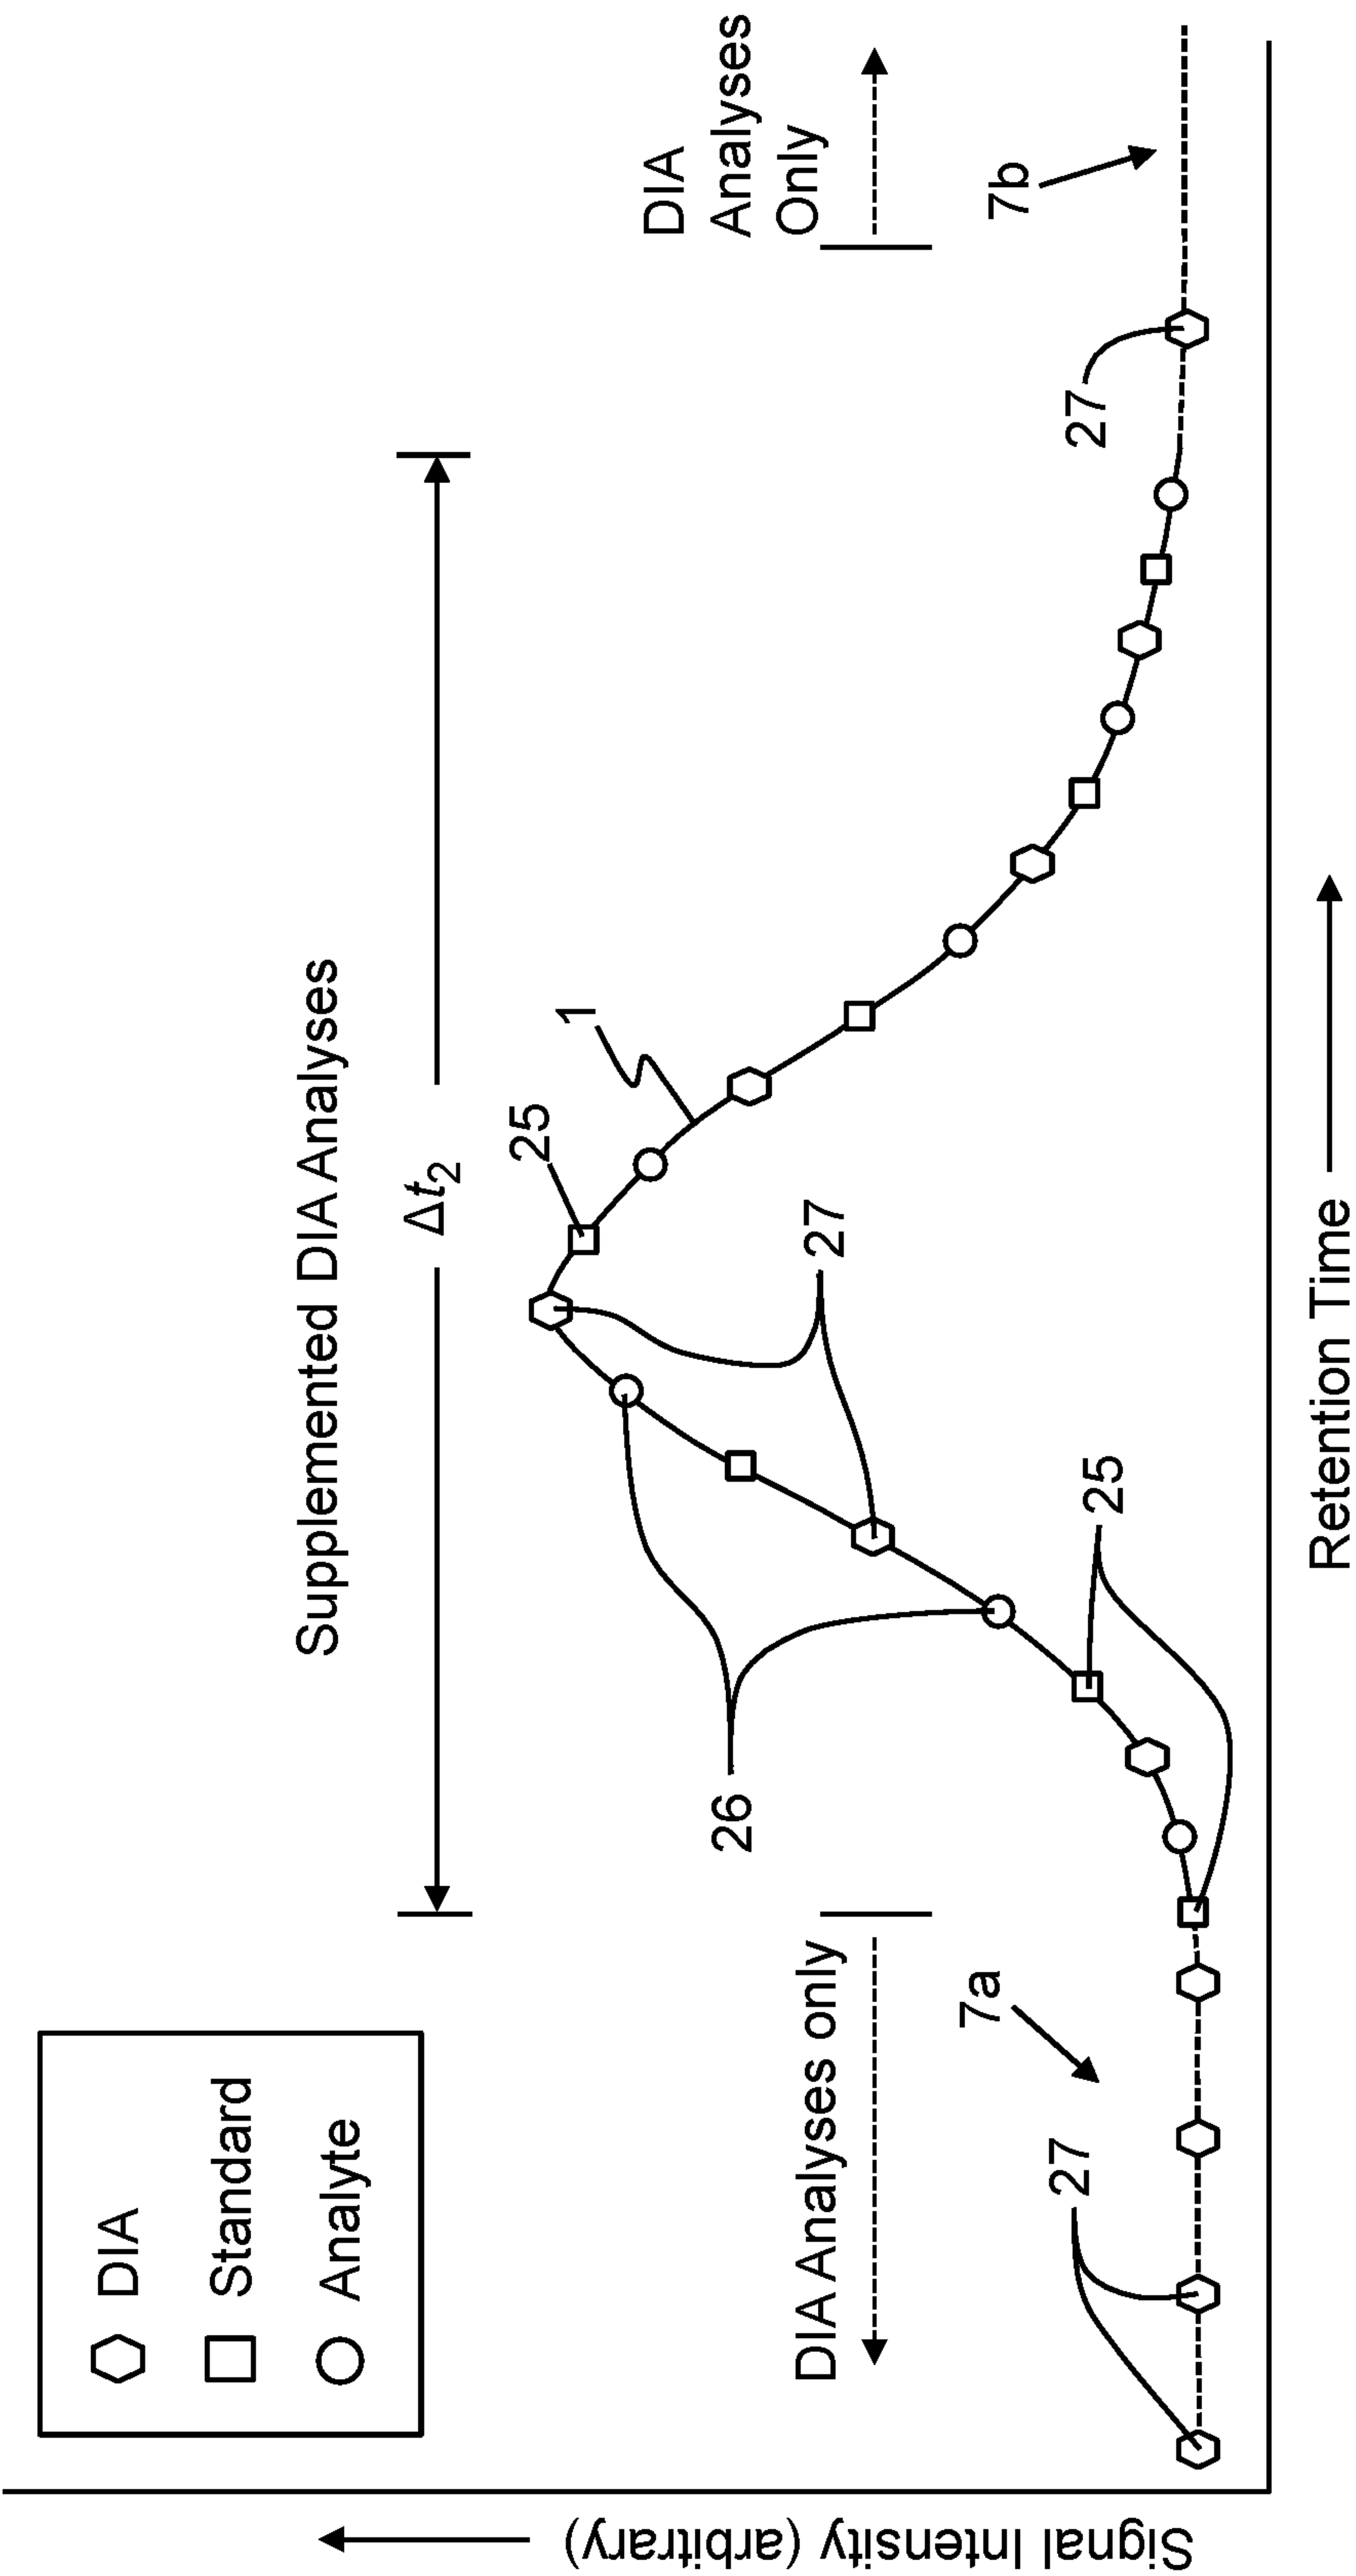 DIA
Standard
Analyte
Supplemented DIA Analyses
Δt2
25
1
26
27
25
DIA Analyses only
7a
27
DIA
Analyses
Only
7b
27
Signal Intensity (arbitrary)
Retention Time